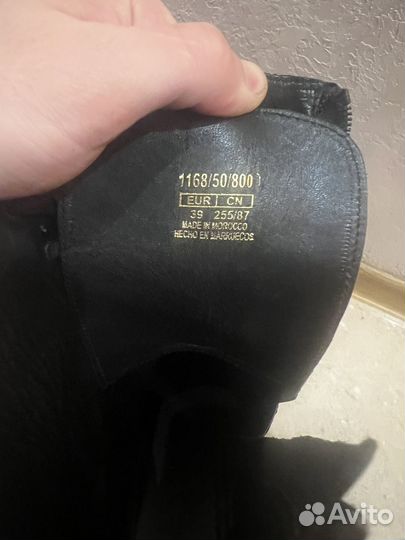 1168/50/800
EUR CN
39 255/87
MADE IN MOROCCO
HECHO EN MARRUECOS
Avito